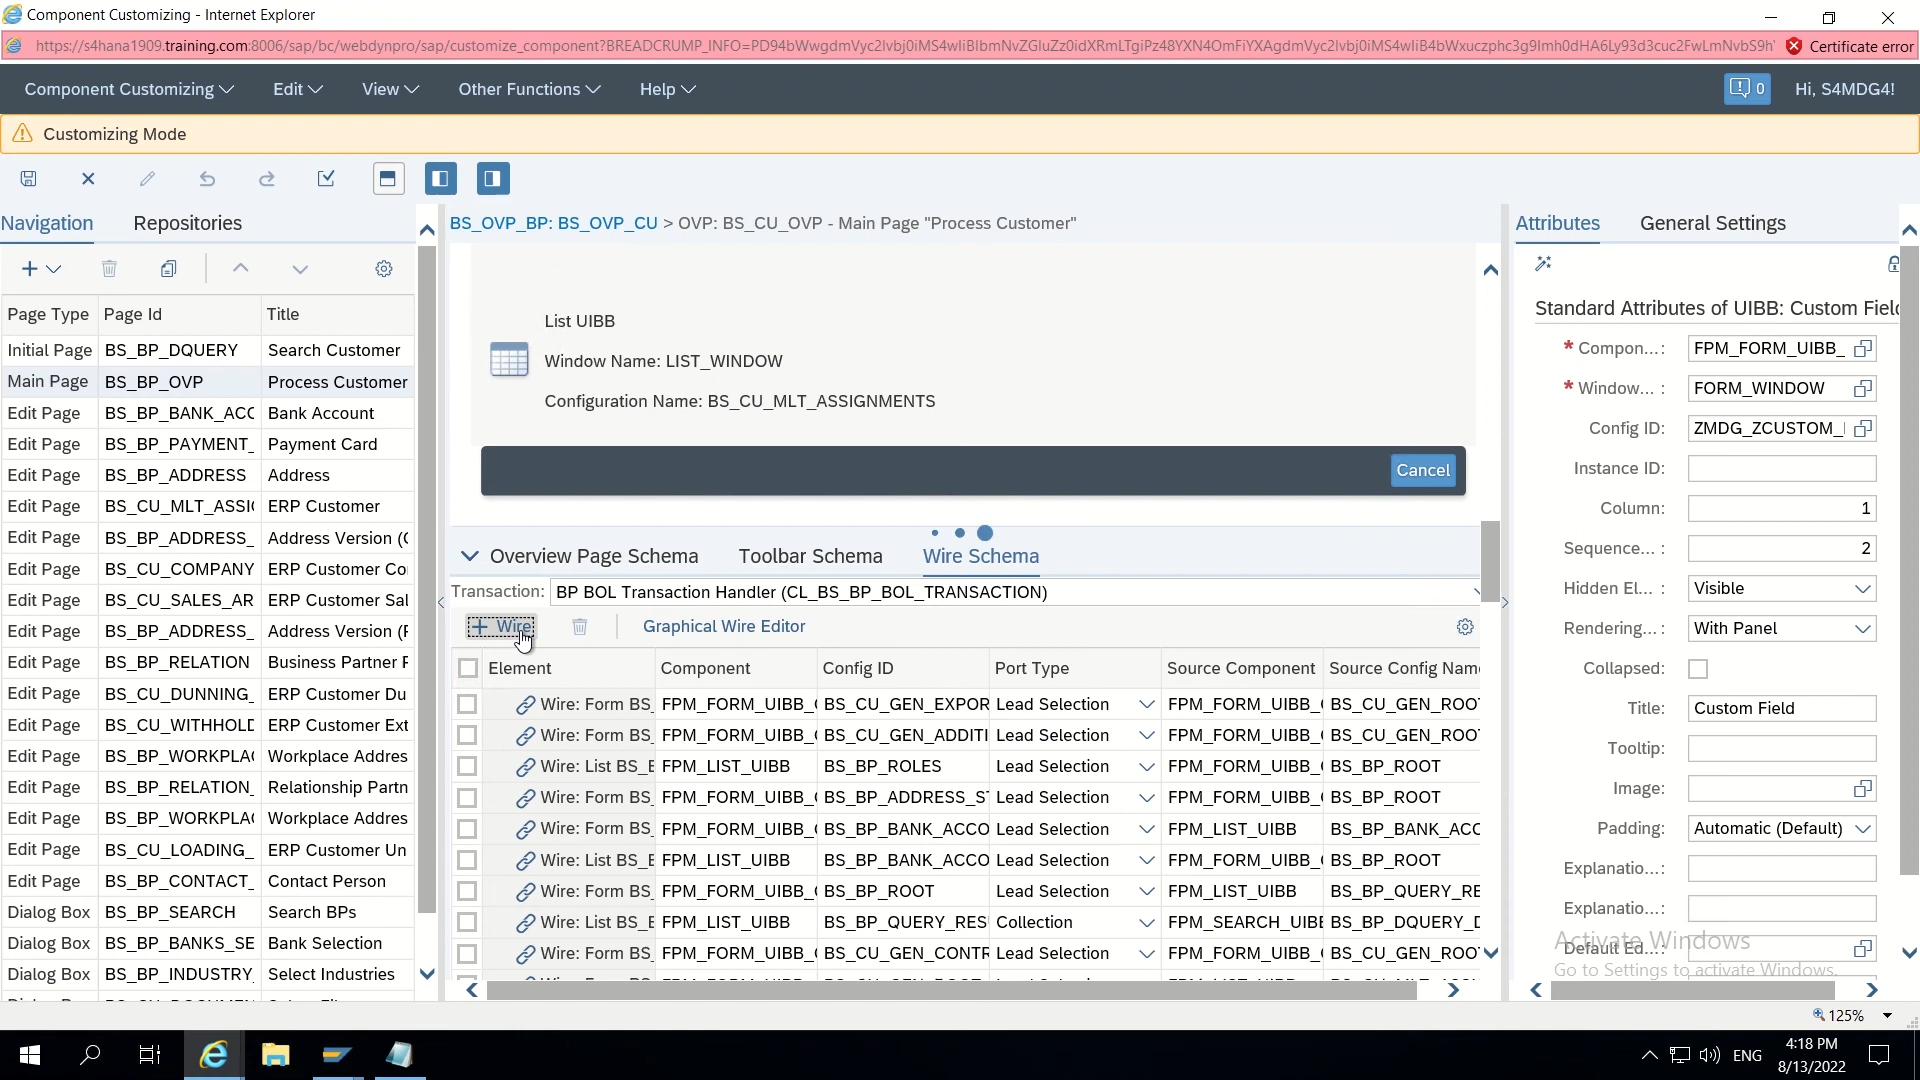 Component Customizing - Internet Explorer
https://s4hana1909.training.com:8006/sap/bc/webdynpro/sap/customize_component?BREADCRUMP_INFO= Certificate error
Component Customizing Edit View Other Functions Help 0 Hi, S4MDG4!
Customizing Mode
Navigation Repositories
BS_OVP_BP: BS_OVP_CU > OVP: BS_CU_OVP - Main Page "Process Customer"
Attributes General Settings
Page Type Page Id Title
Initial Page BS_BP_DQUERY Search Customer
Main Page BS_BP_OVP Process Customer
Edit Page BS_BP_BANK_ACC Bank Account
Edit Page BS_BP_PAYMENT_ Payment Card
Edit Page BS_BP_ADDRESS Address
Edit Page BS_CU_MLT_ASSI ERP Customer
Edit Page BS_BP_ADDRESS_ Address Version (
Edit Page BS_CU_COMPANY ERP Customer Co
Edit Page BS_CU_SALES_AR ERP Customer Sal
Edit Page BS_BP_ADDRESS_ Address Version (F
Edit Page BS_BP_RELATION Business Partner F
Edit Page BS_CU_DUNNING_ ERP Customer Du
Edit Page BS_CU_WITHHOLD ERP Customer Ext
Edit Page BS_BP_WORKPLA Workplace Addres
Edit Page BS_BP_RELATION_ Relationship Partn
Edit Page BS_BP_WORKPLA Workplace Addres
Edit Page BS_CU_LOADING_ ERP Customer Un
Edit Page BS_BP_CONTACT_ Contact Person
Dialog Box BS_BP_SEARCH Search BPs
Dialog Box BS_BP_BANKS_SE Bank Selection
Dialog Box BS_BP_INDUSTRY_ Select Industries
List UIBB
Window Name: LIST_WINDOW
Configuration Name: BS_CU_MLT_ASSIGNMENTS
Cancel
Overview Page Schema Toolbar Schema Wire Schema
Transaction: BP BOL Transaction Handler (CL_BS_BP_BOL_TRANSACTION)
+ Wire Graphical Wire Editor
Element Component Config ID Port Type Source Component Source Config Name
Wire: Form BS_ FPM_FORM_UIBB_ BS_CU_GEN_EXPOR Lead Selection FPM_FORM_UIBB_ BS_CU_GEN_ROO
Wire: Form BS_ FPM_FORM_UIBB_ BS_CU_GEN_ADDITI Lead Selection FPM_FORM_UIBB_ BS_CU_GEN_ROO
Wire: List BS_E FPM_LIST_UIBB BS_BP_ROLES Lead Selection FPM_FORM_UIBB_ BS_BP_ROOT
Wire: Form BS_ FPM_FORM_UIBB_ BS_BP_ADDRESS_S Lead Selection FPM_FORM_UIBB_ BS_BP_ROOT
Wire: Form BS_ FPM_FORM_UIBB_ BS_BP_BANK_ACCO Lead Selection FPM_LIST_UIBB BS_BP_BANK_ACC
Wire: List BS_E FPM_LIST_UIBB BS_BP_BANK_ACCO Lead Selection FPM_FORM_UIBB_ BS_BP_ROOT
Wire: Form BS_ FPM_FORM_UIBB_ BS_BP_ROOT Lead Selection FPM_LIST_UIBB BS_BP_QUERY_RE
Wire: List BS_E FPM_LIST_UIBB BS_BP_QUERY_RES Collection FPM_SEARCH_UIBB BS_BP_DQUERY_D
Wire: Form BS_ FPM_FORM_UIBB_ BS_CU_GEN_CONTR Lead Selection FPM_FORM_UIBB_ BS_CU_GEN_ROO
Standard Attributes of UIBB: Custom Field
* Compon...: FPM_FORM_UIBB_
* Window... : FORM_WINDOW
Config ID: ZMDG_ZCUSTOM_
Instance ID:
Column: 1
Sequence... : 2
Hidden El... : Visible
Rendering... : With Panel
Collapsed:
Title: Custom Field
Tooltip:
Image:
Padding: Automatic (Default)
Explanatio...:
Explanatio...:
Default Ed...:
Activate Windows
Go to Settings to activate Windows.
125%
ENG
4:18 PM
8/13/2022